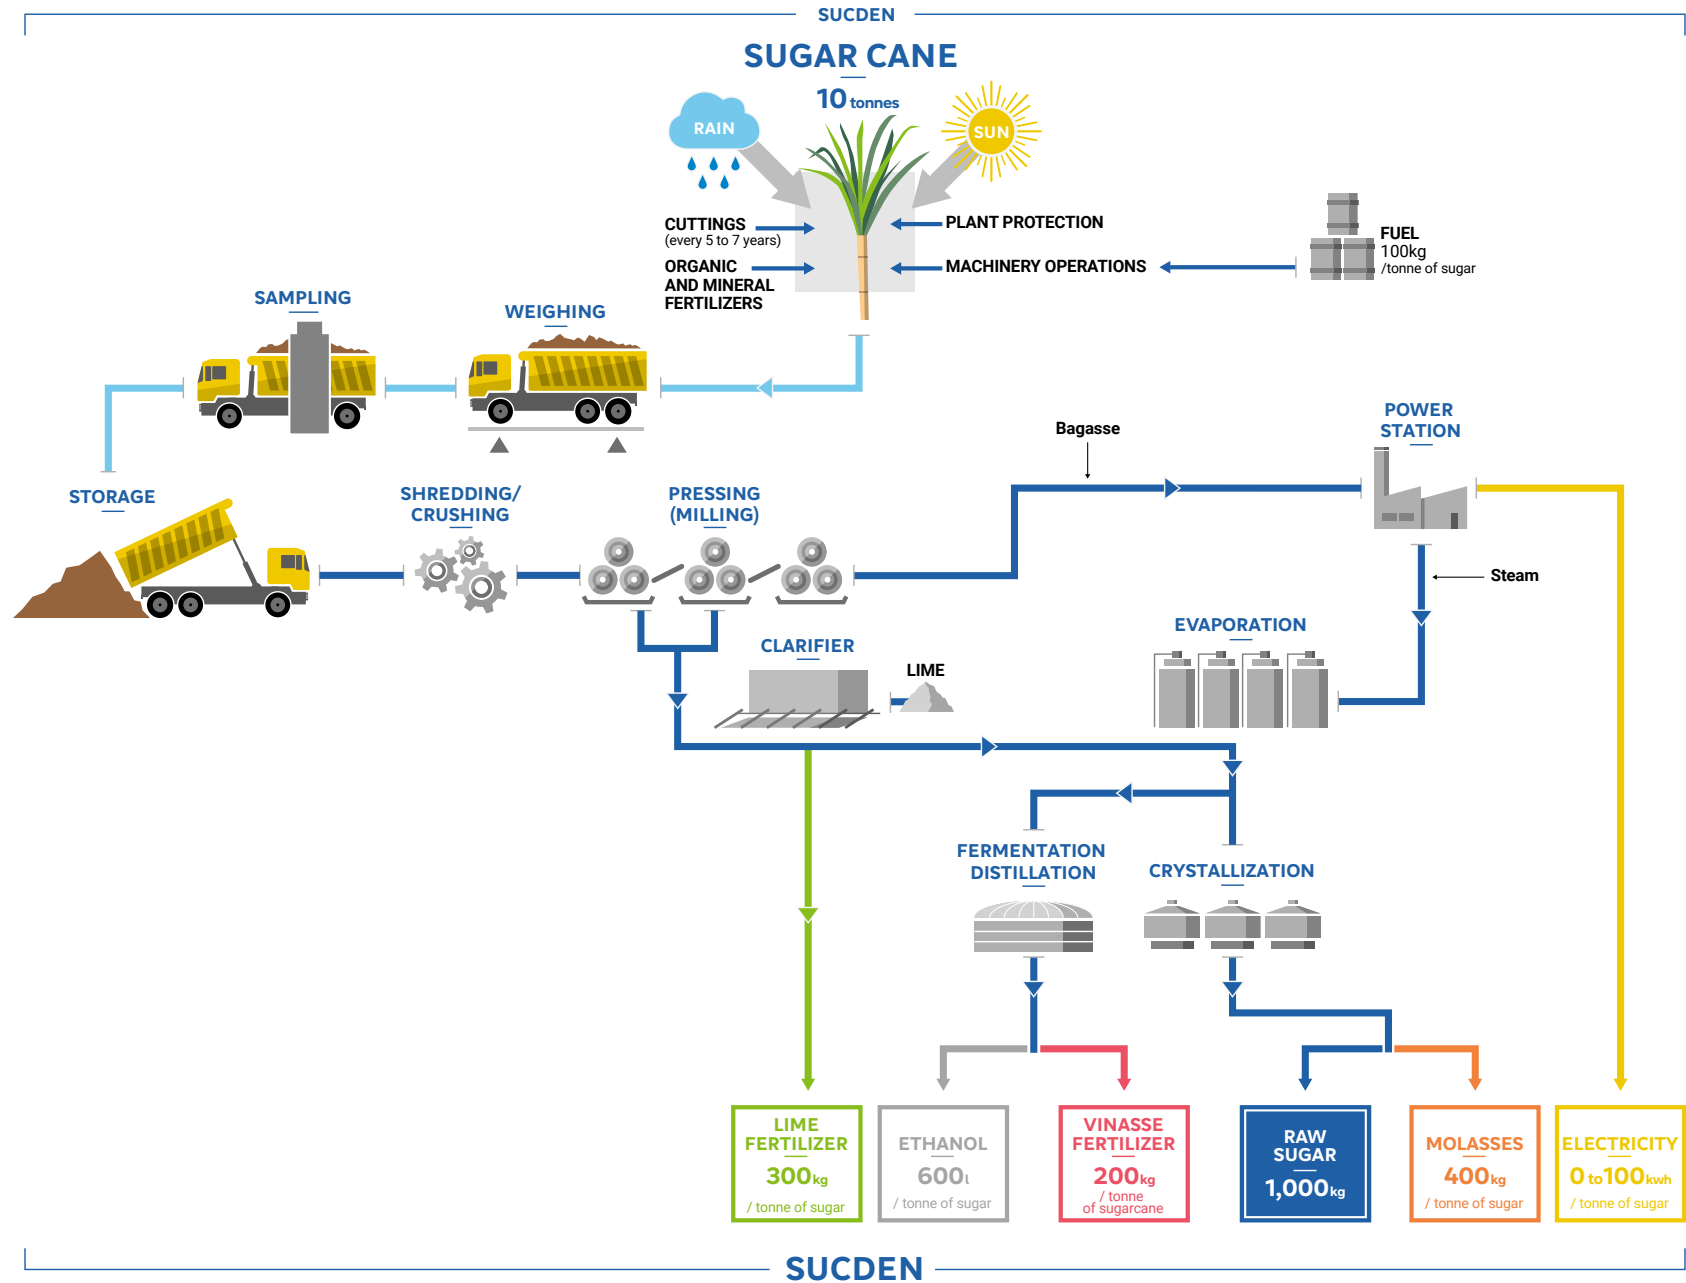 SUCDEN
SUGAR CANE
10 tonnes
RAIN
SUN
CUTTINGS
(every 5 to 7 years)
ORGANIC
AND MINERAL
FERTILIZERS
PLANT PROTECTION
MACHINERY OPERATIONS
FUEL
100kg
/tonne of sugar
SAMPLING
WEIGHING
STORAGE
SHREDDING/
CRUSHING
PRESSING
(MILLING)
Bagasse
POWER
STATION
Steam
EVAPORATION
CLARIFIER
LIME
FERMENTATION
DISTILLATION
CRYSTALLIZATION
LIME
FERTILIZER
300kg
/ tonne of sugar
ETHANOL
600l
/ tonne of sugar
VINASSE
FERTILIZER
200kg
/ tonne
of sugarcane
RAW
SUGAR
1,000kg
MOLASSES
400kg
/ tonne of sugar
ELECTRICITY
0 to 100kwh
/ tonne of sugar
SUCDEN